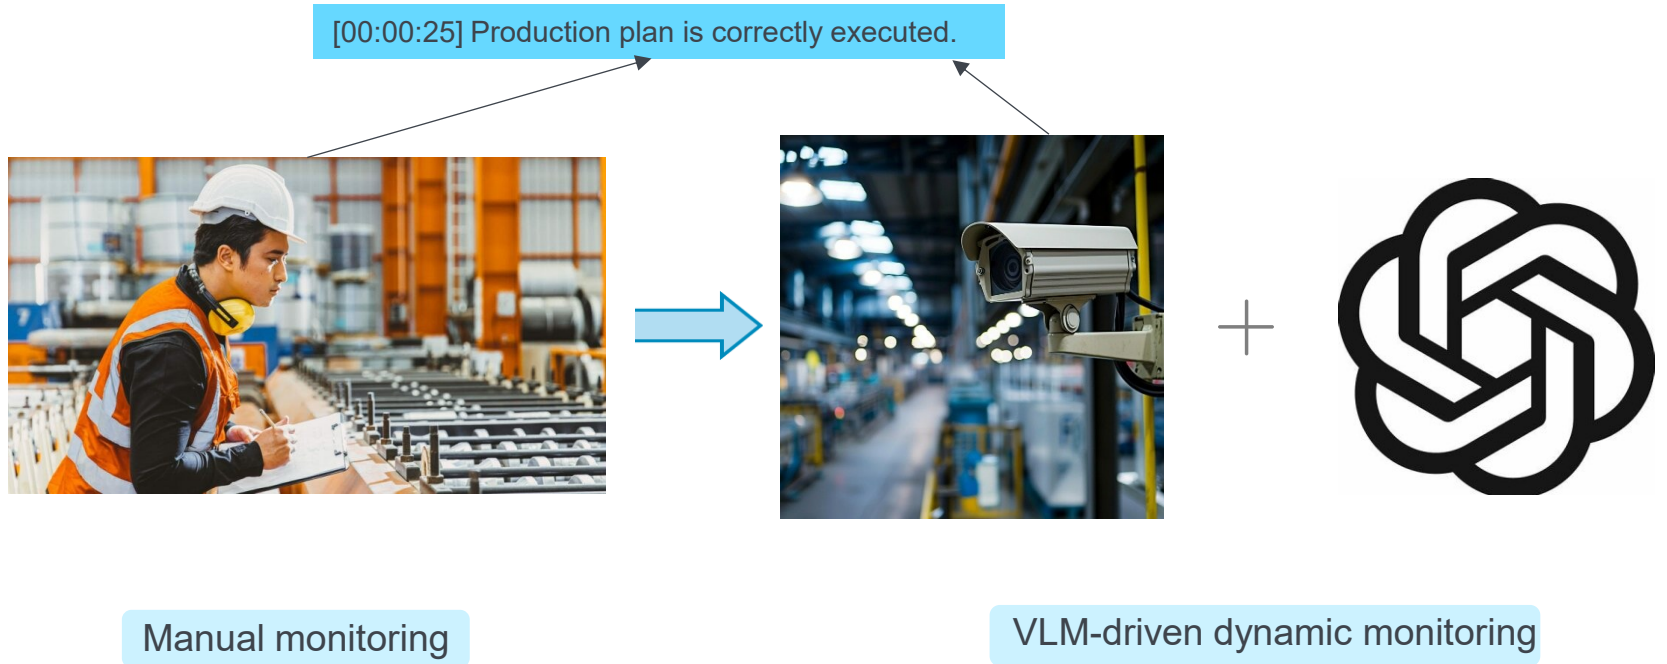 [00:00:25] Production plan is correctly executed.
Manual monitoring
VLM-driven dynamic monitoring